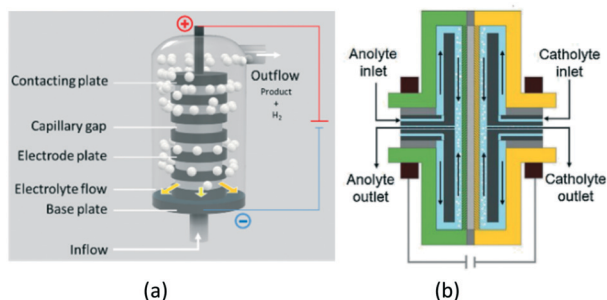 +
Contacting plate
Capillary gap
Electrode plate
Electrolyte flow
Base plate
Inflow
Outflow
Product
+
H₂
−
(a)
Anolyte
inlet
Catholyte
inlet
Anolyte
outlet
Catholyte
outlet
(b)